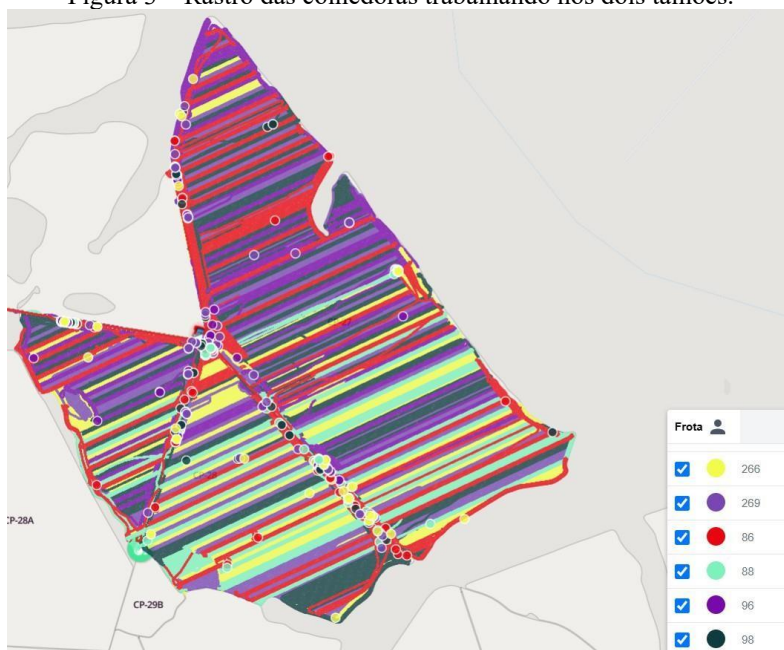 Figura 3 – Rastro das colhedoras trabalhando nos dois talhões.
CP-28A
CP-29B
Frota
266
269
86
88
96
98